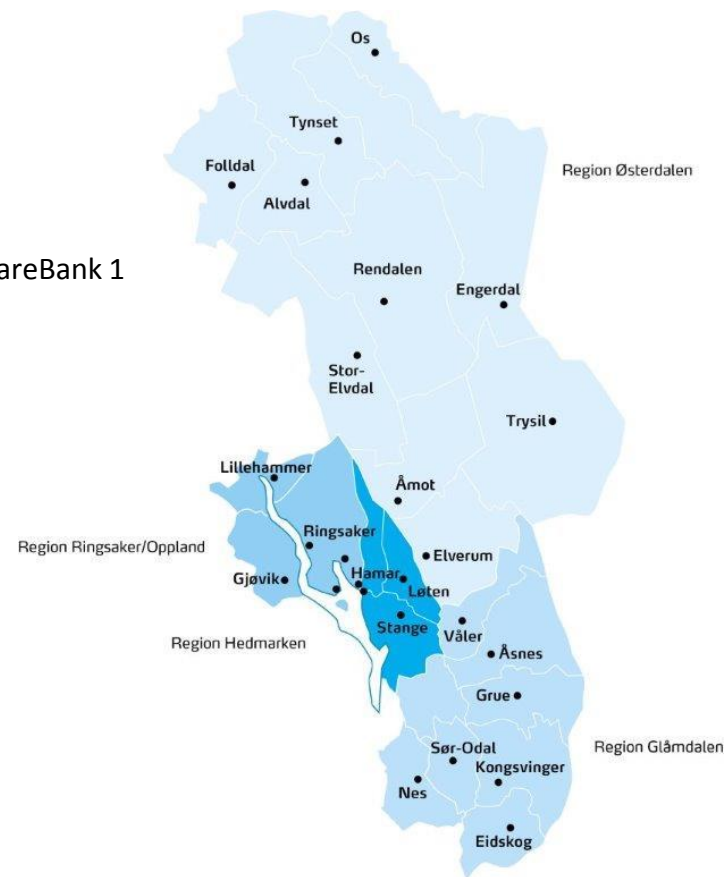 Os
Tynset
Folldal
Alvdal
Region Østerdalen
areBank 1
Rendalen
Engerdal
Stor-
Elvdal
Trysil
Lillehammer
Åmot
Ringsaker
Region Ringsaker/Oppland
Elverum
Gjøvik
Hamar
Løten
Stange
Våler
Region Hedmarken
Åsnes
Grue
Sør-Odal
Region Glåmdalen
Kongsvinger
Nes
Eidskog